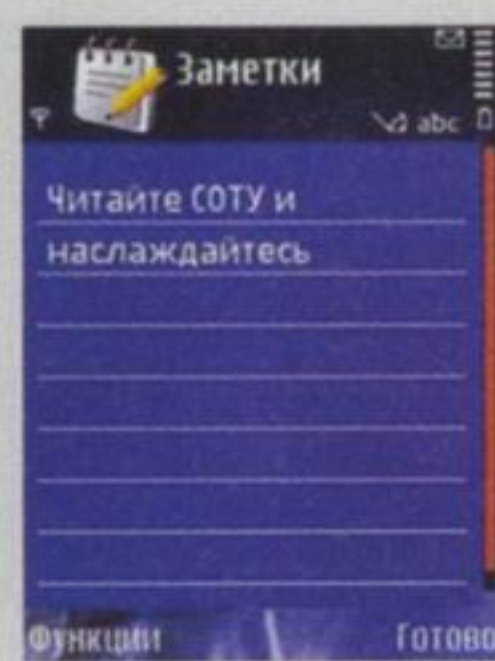 Заметки
abc
Читайте СОТУ и
наслаждайтесь
Функции Готово